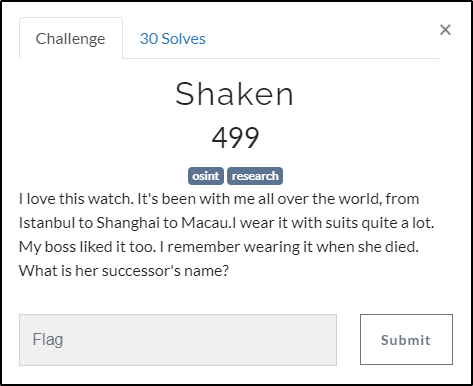 Challenge
30 Solves
×
Shaken
499
osint research
I love this watch. It's been with me all over the world, from
Istanbul to Shanghai to Macau.I wear it with suits quite a lot.
My boss liked it too. I remember wearing it when she died.
What is her successor's name?
Flag
Submit